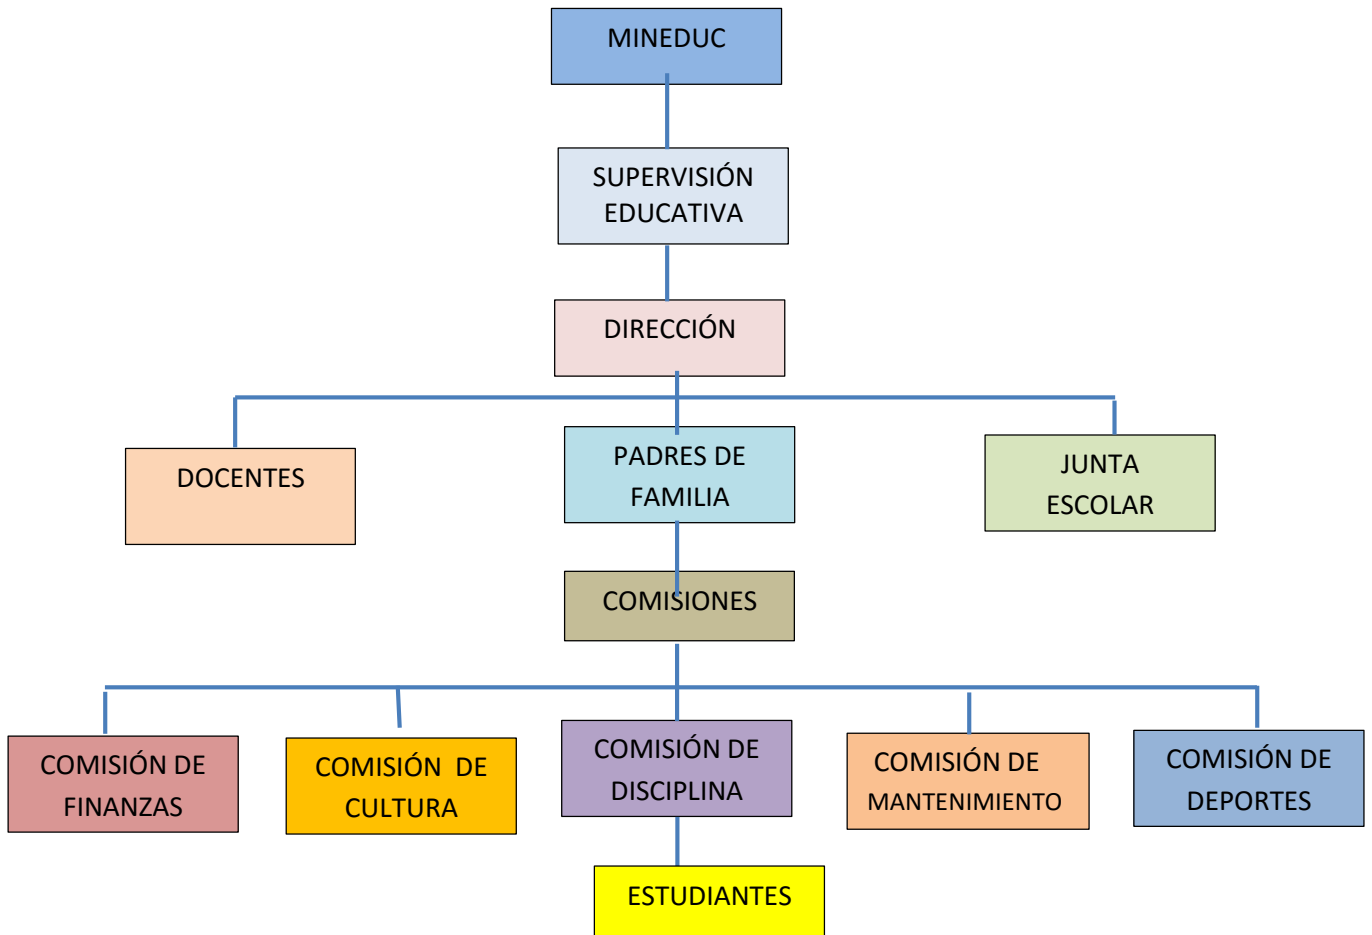 MINEDUC
SUPERVISIÓN
EDUCATIVA
DIRECCIÓN
DOCENTES
PADRES DE
FAMILIA
JUNTA
ESCOLAR
COMISIONES
COMISIÓN DE
FINANZAS
COMISIÓN  DE
CULTURA
COMISIÓN DE
DISCIPLINA
COMISIÓN DE
MANTENIMIENTO
COMISIÓN DE
DEPORTES
ESTUDIANTES